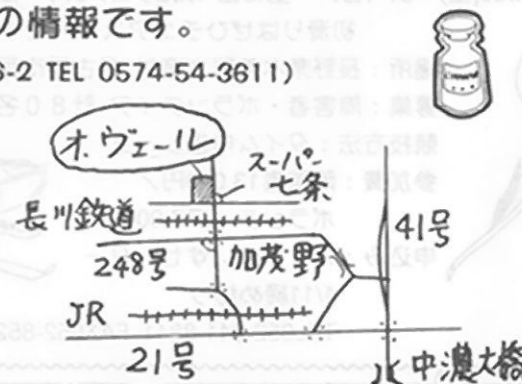 の情報です。
6-2 TEL 0574-54-3611)
オ.ヴェール
スーパー
七条
長川鉄道
41号
248号
加茂野
JR
21号
中濃大橋